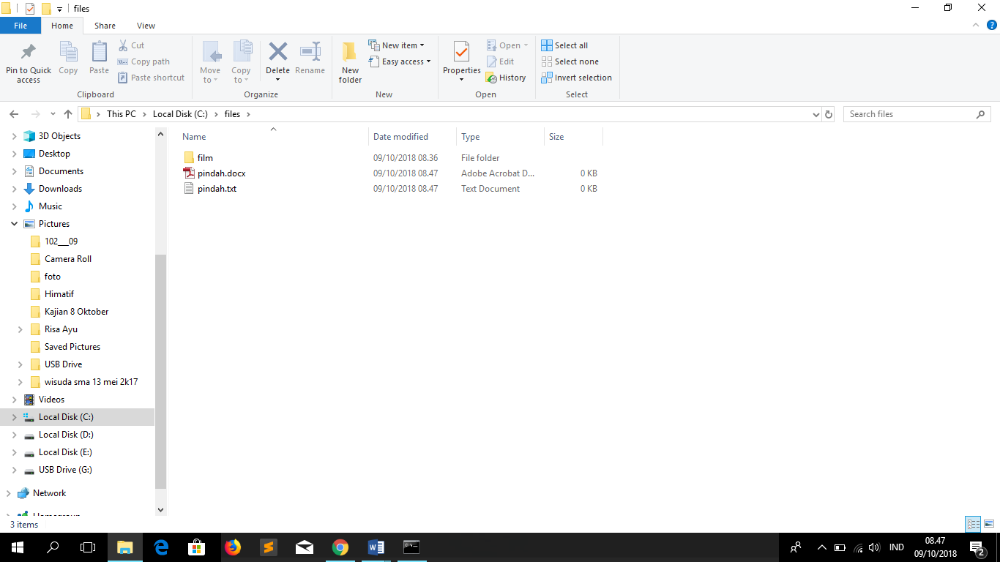 files
File Home Share View
Pin to Quick access
Copy
Paste
Cut
Copy path
Paste shortcut
Clipboard
Move to
Copy to
Delete
Rename
Organize
New folder
New item
Easy access
New
Properties
Open
Edit
History
Open
Select all
Select none
Invert selection
Select
This PC Local Disk (C:) files
Search files
3D Objects
Desktop
Documents
Downloads
Music
Pictures
102___09
Camera Roll
foto
Himatif
Kajian 8 Oktober
Risa Ayu
Saved Pictures
USB Drive
wisuda sma 13 mei 2k17
Videos
Local Disk (C:)
Local Disk (D:)
Local Disk (E:)
USB Drive (G:)
Network
Homegroup
Name Date modified Type Size
film 09/10/2018 08.36 File folder
pindah.docx 09/10/2018 08.47 Adobe Acrobat D... 0 KB
pindah.txt 09/10/2018 08.47 Text Document 0 KB
3 items
IND
08.47
09/10/2018
2